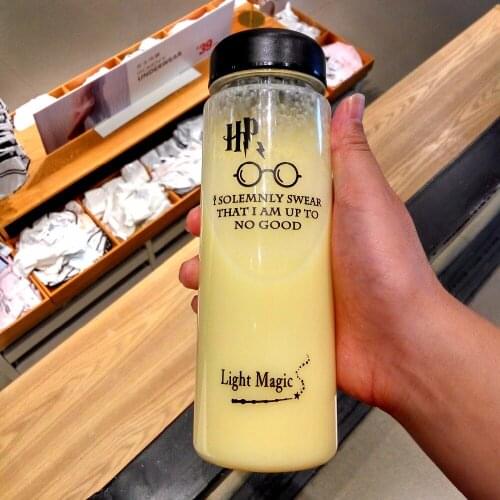 UNDERWEAR
39
HP
I SOLEMNLY SWEAR
THAT I AM UP TO
NO GOOD
Light Magic